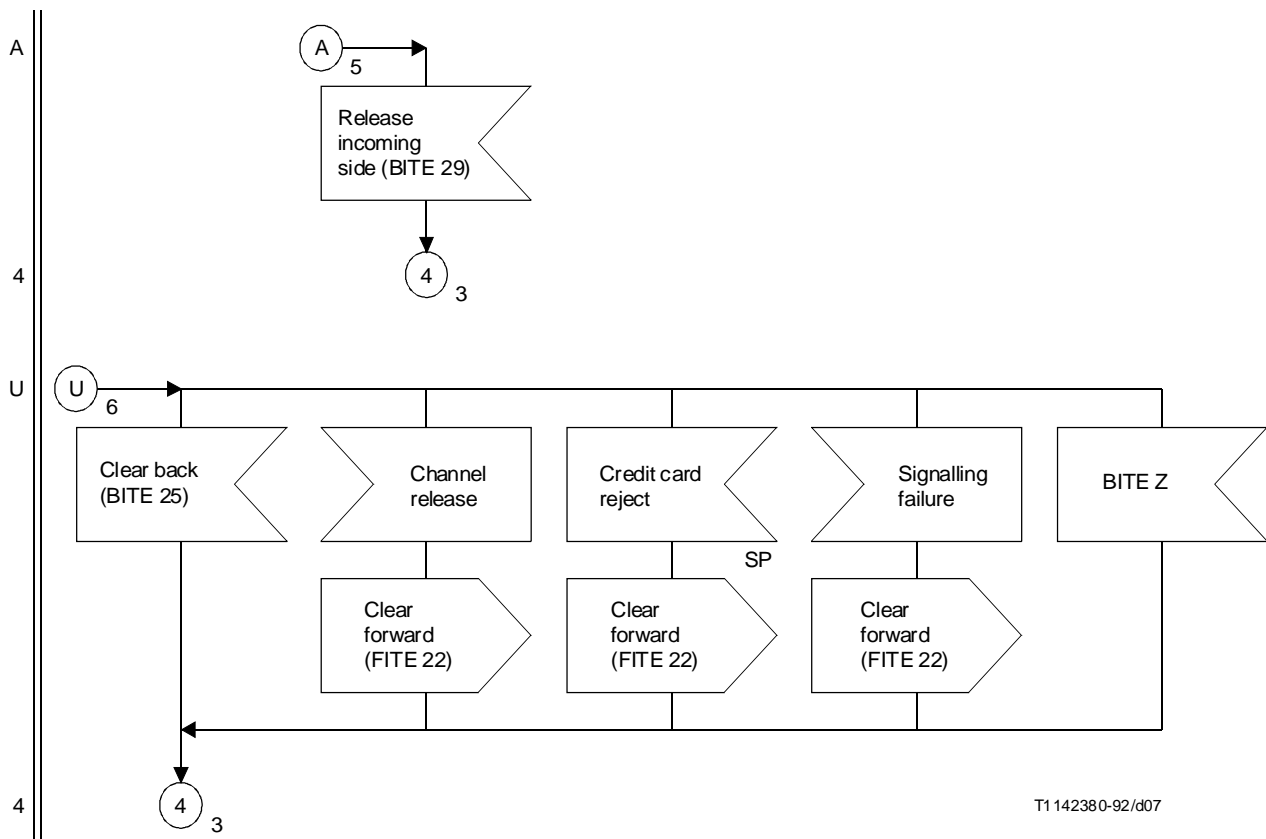 A
A
5
Release
incoming
side (BITE 29)
4
4
3
U
U
6
Clear back
(BITE 25)
Channel
release
Credit card
reject
Signalling
failure
BITE Z
SP
Clear
forward
(FITE 22)
Clear
forward
(FITE 22)
Clear
forward
(FITE 22)
4
4
3
T1142380-92/d07